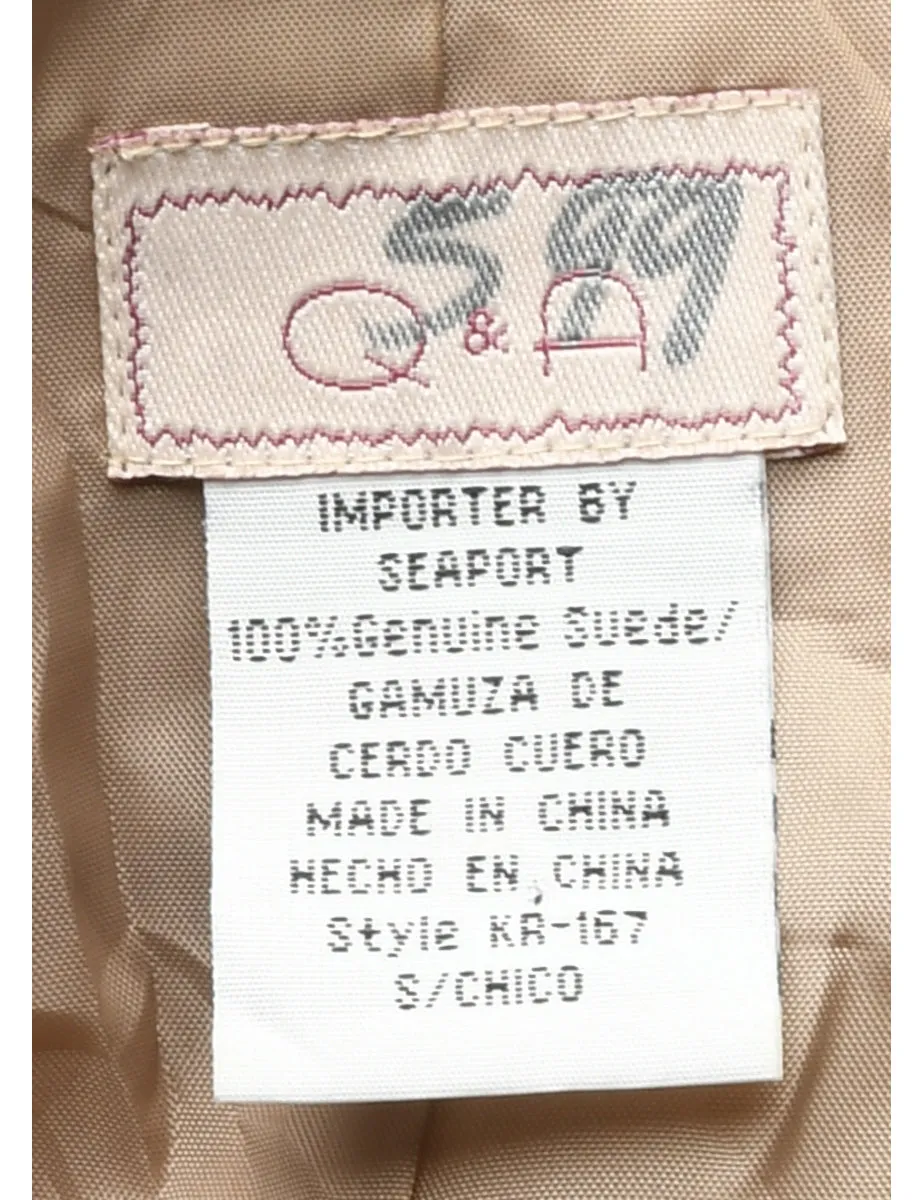 599
Q & D
IMPORTER BY
SEAPORT
100%Genuine Suede/
GAMUZA DE
CERDO CUERO
MADE IN CHINA
HECHO EN CHINA
Style KR-167
S/CHICO